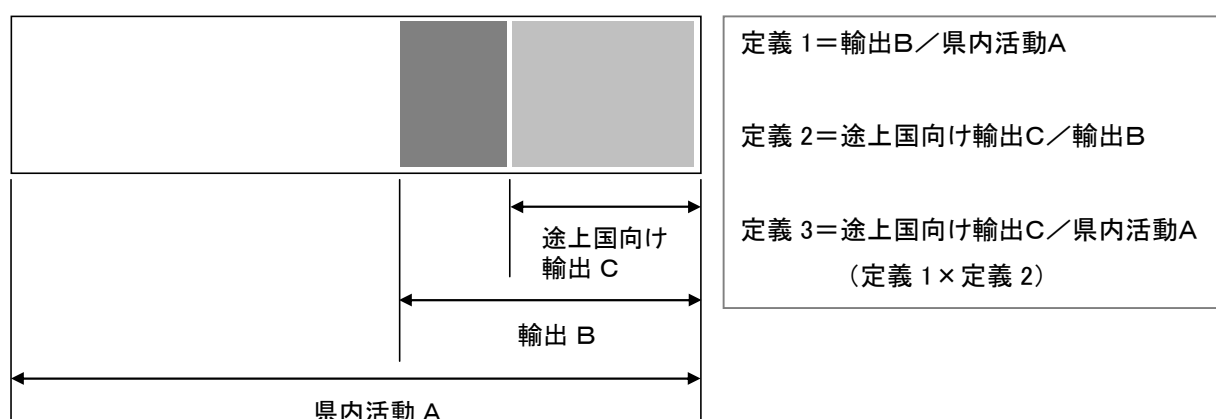 定義 1＝輸出B／県内活動A
定義 2＝途上国向け輸出C／輸出B
定義 3＝途上国向け輸出C／県内活動A
（定義 1×定義 2）
途上国向け
輸出 C
輸出 B
県内活動 A